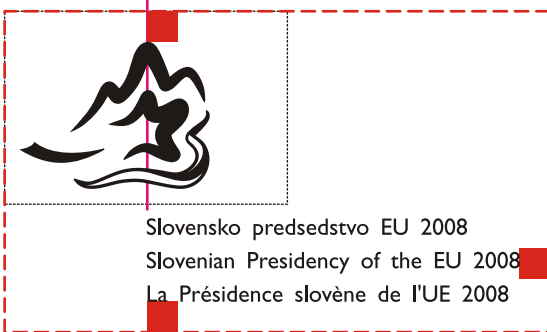 Slovensko predsedstvo EU 2008
Slovenian Presidency of the EU 2008
La Présidence slovène de l'UE 2008